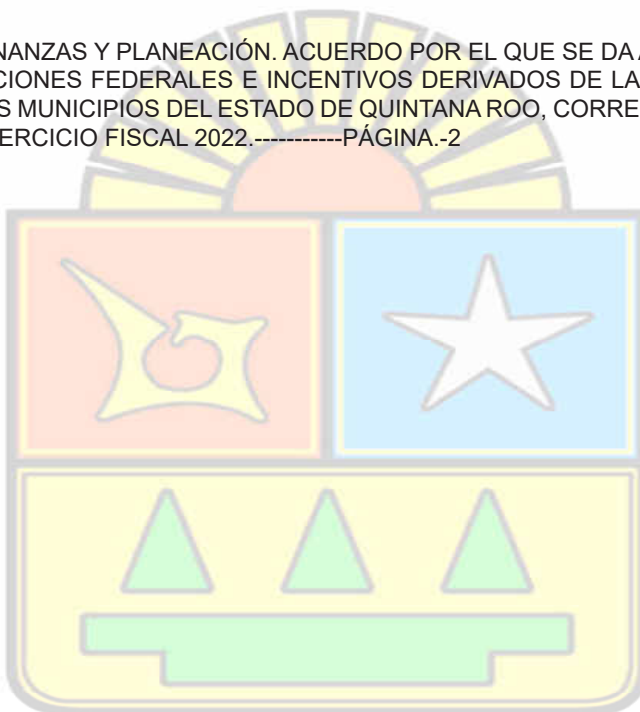 NANZAS Y PLANEACIÓN. ACUERDO POR EL QUE SE DA A
CIONES FEDERALES E INCENTIVOS DERIVADOS DE LA
S MUNICIPIOS DEL ESTADO DE QUINTANA ROO, CORRE
ERCICIO FISCAL 2022.-----------PÁGINA.-2